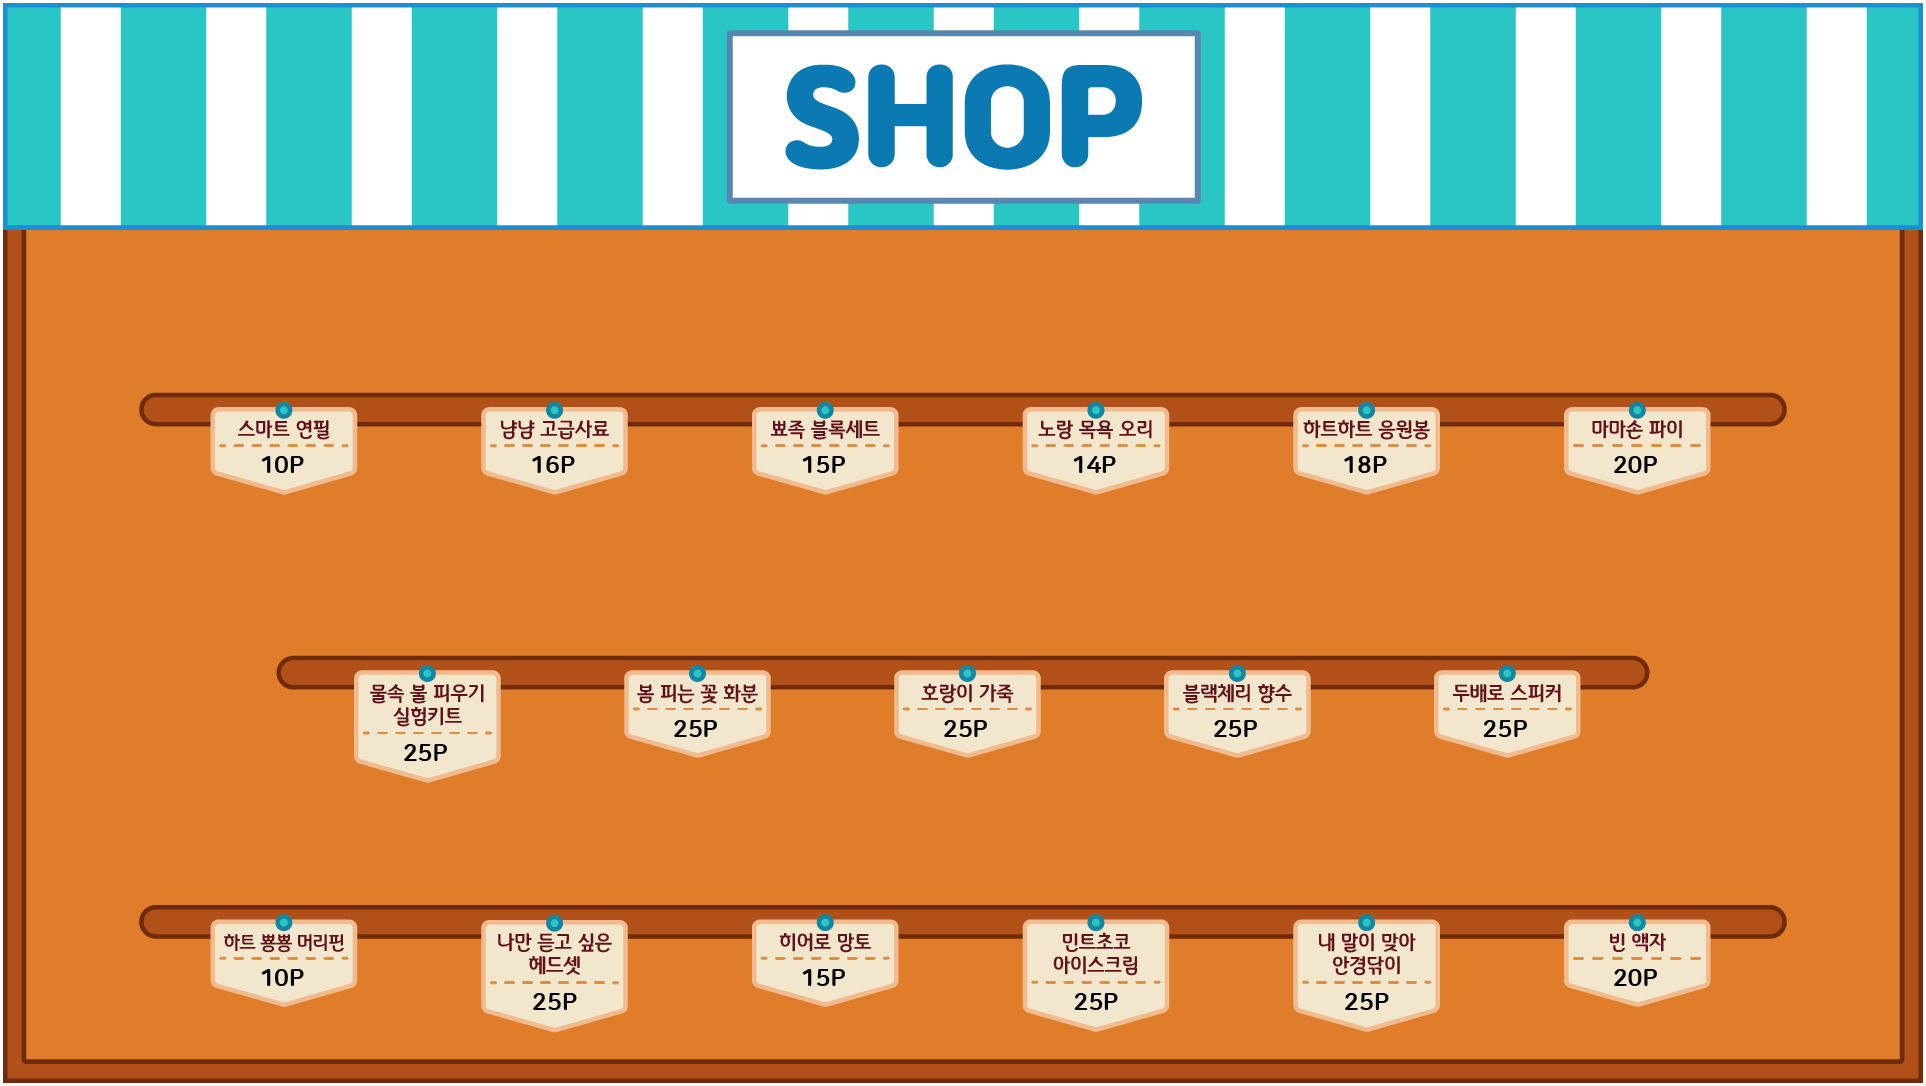 SHOP
스마트 연필
10P
냥냥 고급사료
16P
뾰족 블록세트
15P
노랑 목욕 오리
14P
하트하트 응원봉
18P
마마손 파이
20P
물속 불 피우기
실험키트
25P
봄 피는 꽃 화분
25P
호랑이 가죽
25P
블랙체리 향수
25P
두배로 스피커
25P
하트 뿅뿅 머리핀
10P
나만 듣고 싶은
헤드셋
25P
히어로 망토
15P
민트초코
아이스크림
25P
내 말이 맞아
안경닦이
25P
빈 액자
20P